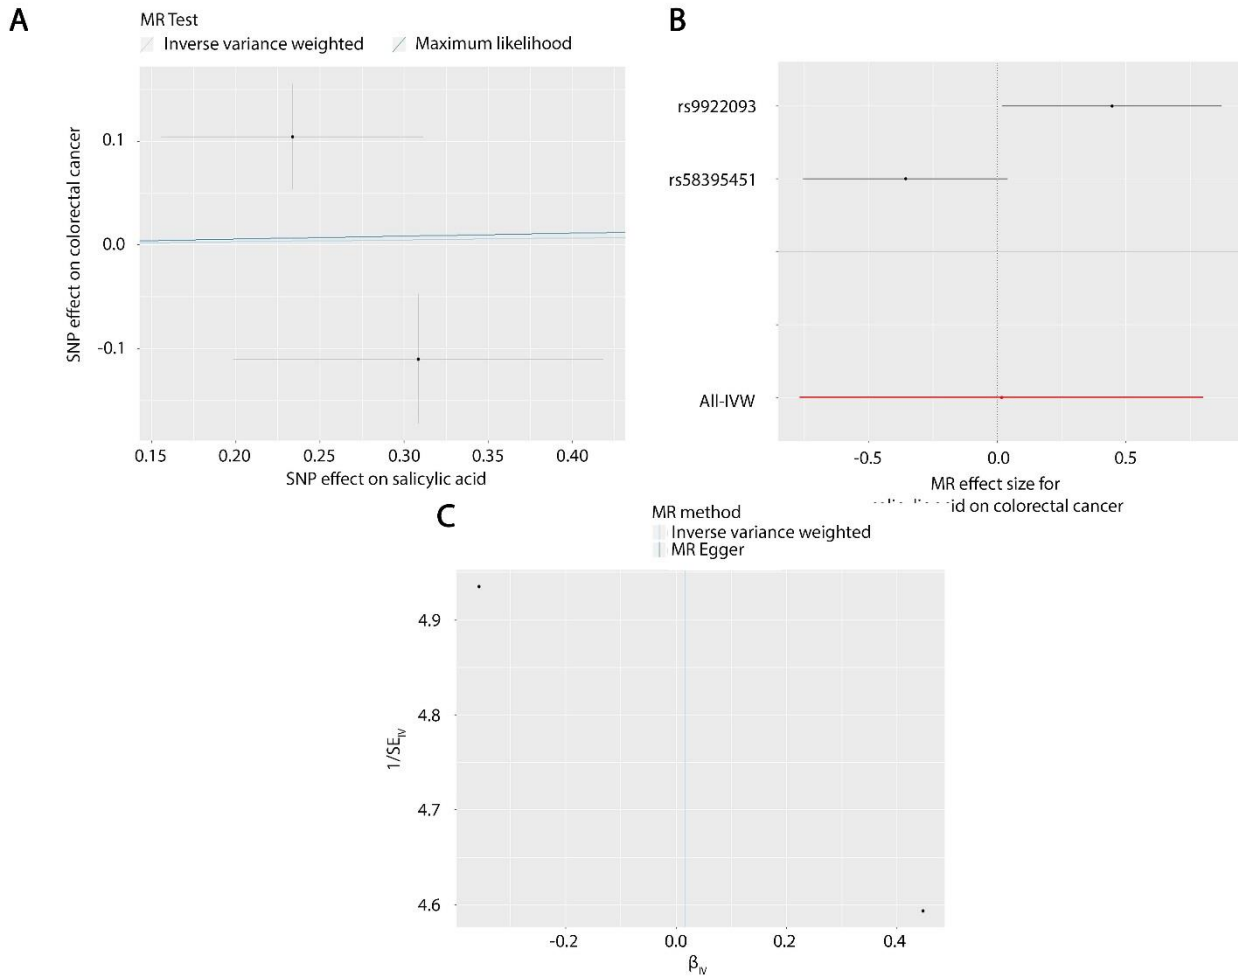 A
MR Test
Inverse variance weighted
Maximum likelihood
SNP effect on colorectal cancer
0.1
0.0
-0.1
0.15 0.20 0.25 0.30 0.35 0.40
SNP effect on salicylic acid
B
rs9922093
rs58395451
All-IVW
-0.5 0.0 0.5
MR effect size for
on colorectal cancer
C
MR method
Inverse variance weighted
MR Egger
1/SE_IV
4.9
4.8
4.7
4.6
-0.2 0.0 0.2 0.4
β_IV